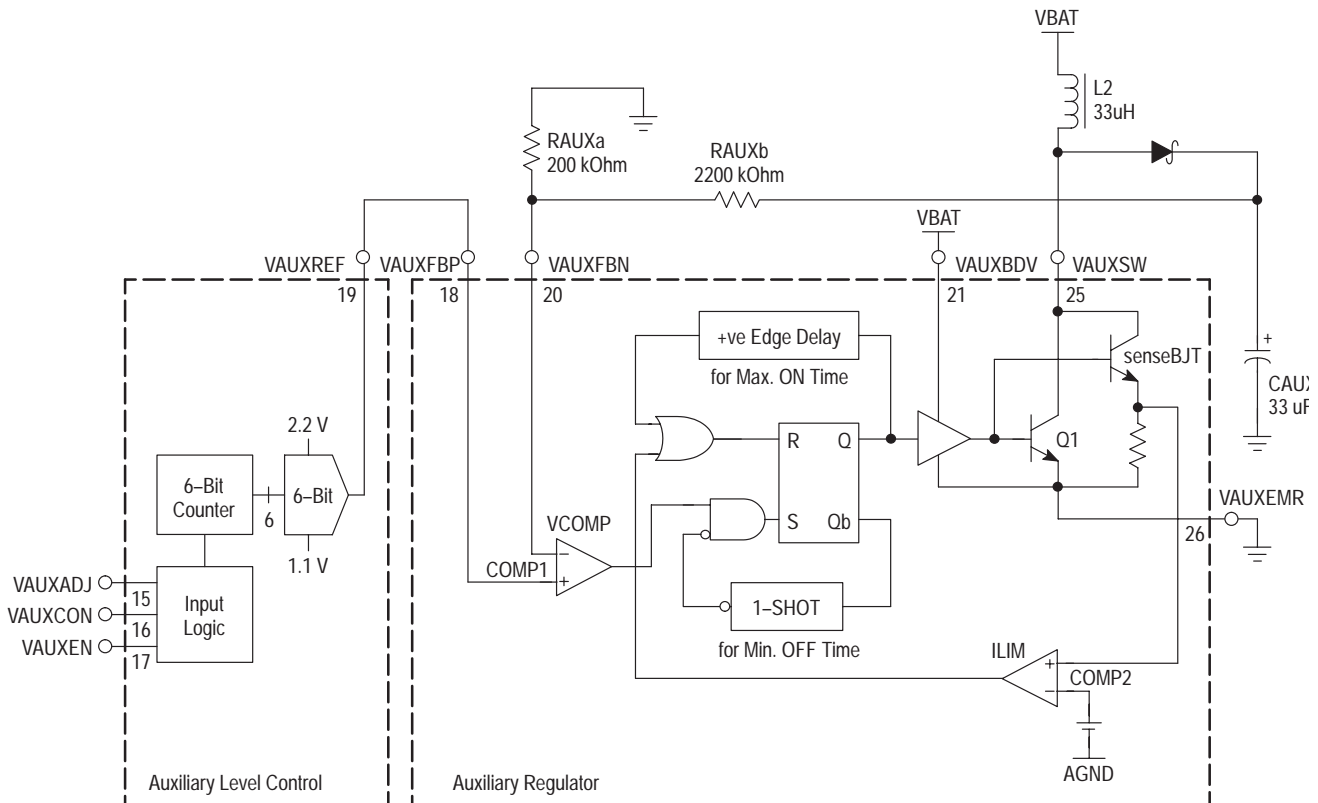 VBAT
L2
33uH
RAUXa
200 kOhm
RAUXb
2200 kOhm
VBAT
VAUXREF
VAUXFBP
VAUXFBN
VAUXBDV
VAUXSW
19
18
20
21
25
+ve Edge Delay
for Max. ON Time
senseBJT
+
33 uF
2.2 V
6–Bit
Counter
6
6–Bit
1.1 V
R
Q
S
Qb
Q1
VAUXEMR
26
VCOMP
–
+
COMP1
1–SHOT
for Min. OFF Time
VAUXADJ
15
VAUXCON
16
VAUXEN
17
Input
Logic
ILIM
+
–
COMP2
AGND
Auxiliary Level Control
Auxiliary Regulator